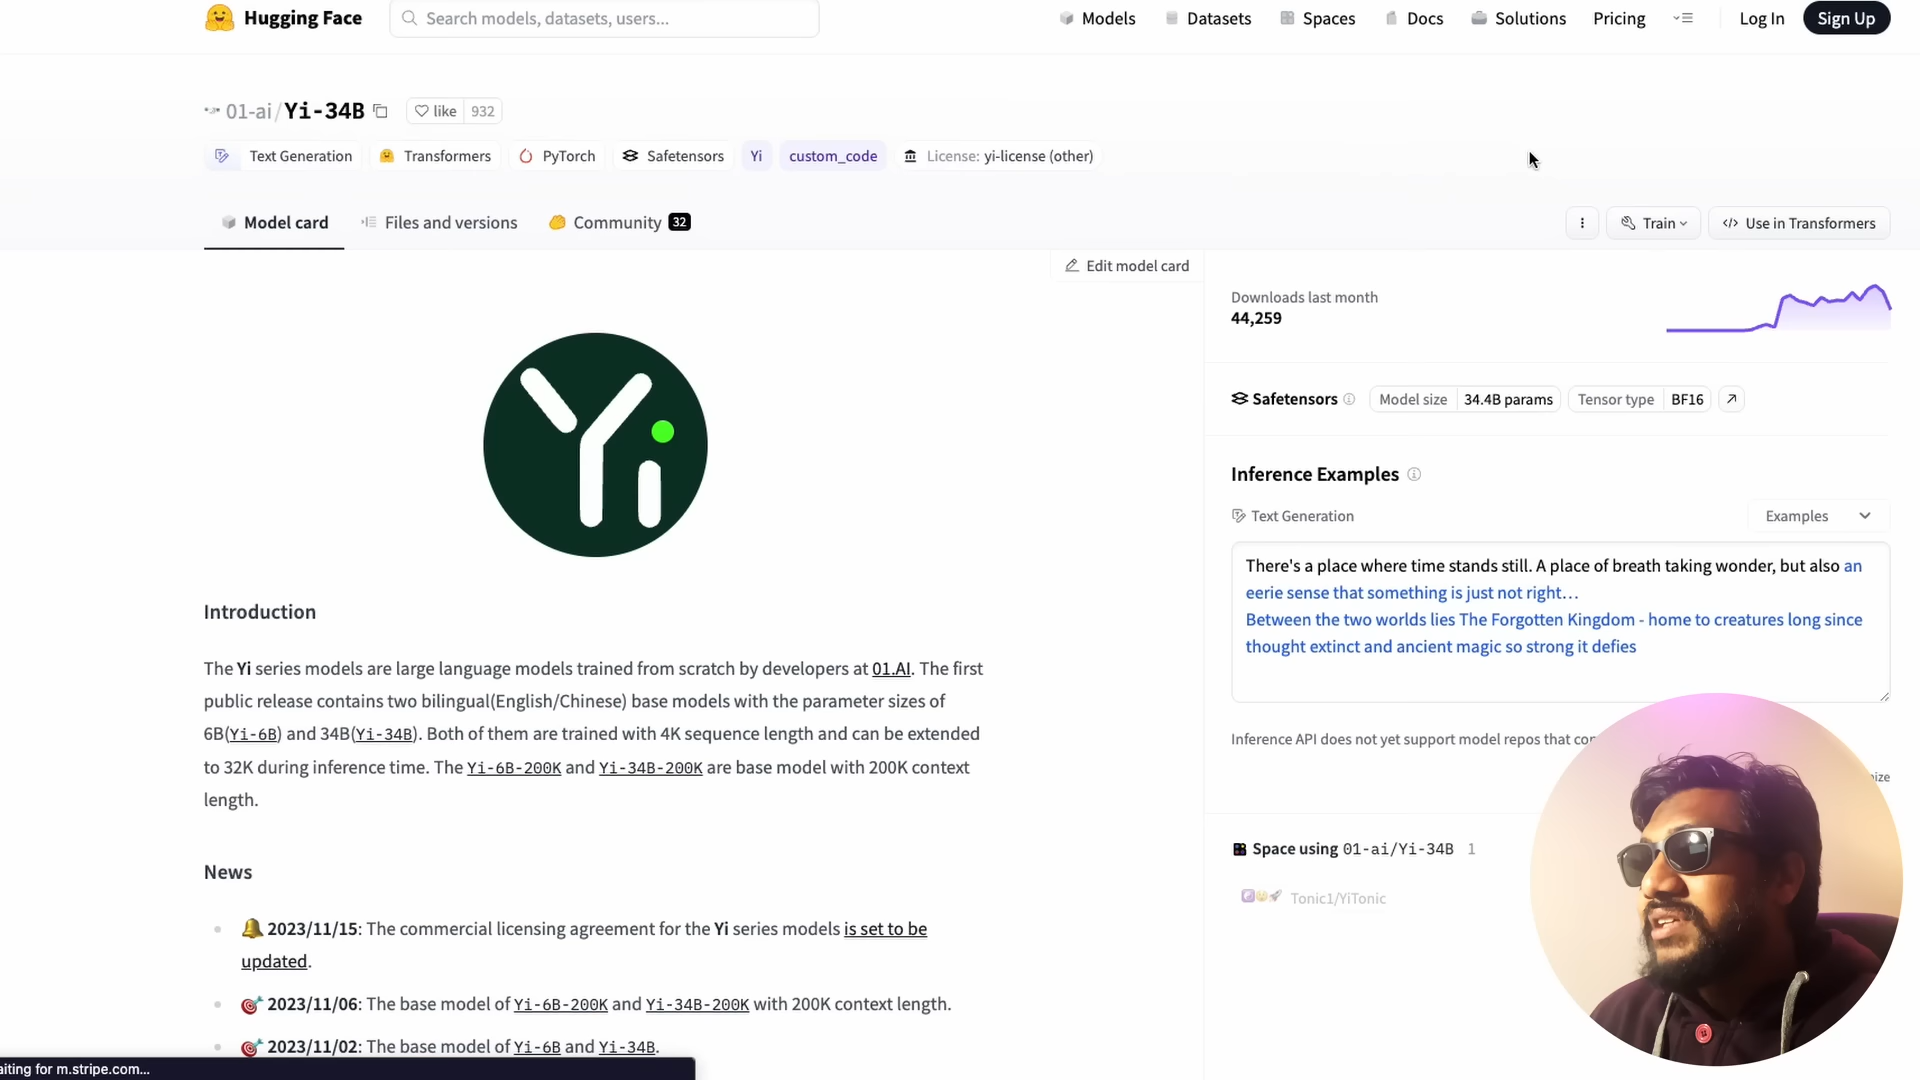 Hugging Face
Search models, datasets, users...
Models
Datasets
Spaces
Docs
Solutions
Pricing
Log In
Sign Up
01-ai/Yi-34B
like 932
Text Generation
Transformers
PyTorch
Safetensors
Yi
custom_code
License: yi-license (other)
Model card
Files and versions
Community 32
Train
Use in Transformers
Edit model card
Yi
Introduction
The Yi series models are large language models trained from scratch by developers at 01.AI. The first
public release contains two bilingual(English/Chinese) base models with the parameter sizes of
6B(Yi-6B) and 34B(Yi-34B). Both of them are trained with 4K sequence length and can be extended
to 32K during inference time. The Yi-6B-200K and Yi-34B-200K are base model with 200K context
length.
News
2023/11/15: The commercial licensing agreement for the Yi series models is set to be
updated.
2023/11/06: The base model of Yi-6B-200K and Yi-34B-200K with 200K context length.
2023/11/02: The base model of Yi-6B and Yi-34B.
aiting for m.stripe.com...
Downloads last month
44,259
Safetensors
Model size 34.4B params
Tensor type BF16
Inference Examples
Text Generation
Examples
There's a place where time stands still. A place of breath taking wonder, but also an
eerie sense that something is just not right…
Between the two worlds lies The Forgotten Kingdom - home to creatures long since
thought extinct and ancient magic so strong it defies
Inference API does not yet support model repos that
Space using 01-ai/Yi-34B 1
Tonic1/YiTonic